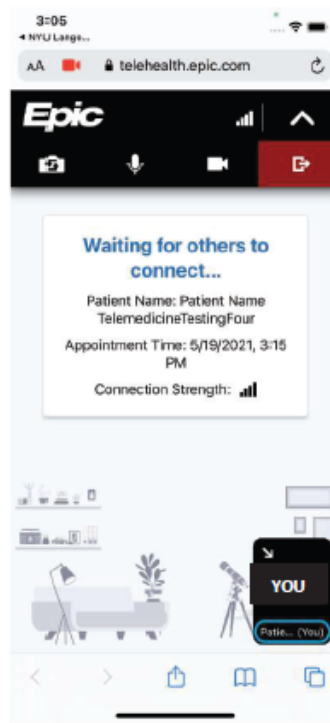 3:05
NYU Lango...
AA telehealth.epic.com
Epic
Waiting for others to
connect...
Patient Name: Patient Name
TelemedicineTestingFour
Appointment Time: 5/19/2021, 3:15
PM
Connection Strength:
YOU
Patie... (You)